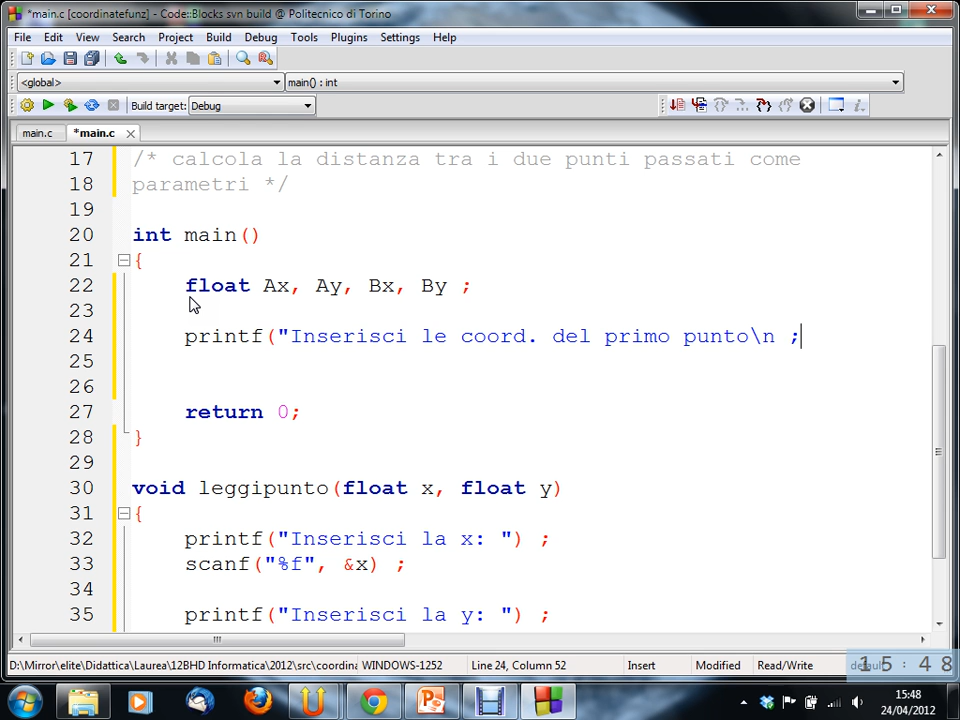 *main.c [coordinatefunz] - Code::Blocks svn build @ Politecnico di Torino
File Edit View Search Project Build Debug Tools Plugins Settings Help
<global> main() : int
Build target: Debug
main.c *main.c
17 /* calcola la distanza tra i due punti passati come
18 parametri */
19
20 int main()
21 {
22 float Ax, Ay, Bx, By ;
23
24 printf("Inserisci le coord. del primo punto\n ;
25
26
27 return 0;
28 }
29
30 void leggipunto(float x, float y)
31 {
32 printf("Inserisci la x: ") ;
33 scanf("%f", &x) ;
34
35 printf("Inserisci la y: ") ;
D:\Mirror\elite\Didattica\Laurea\12BHD Informatica\2012\src\coordina WINDOWS-1252 Line 24, Column 52 Insert Modified Read/Write default
15:48
15:48
24/04/2012